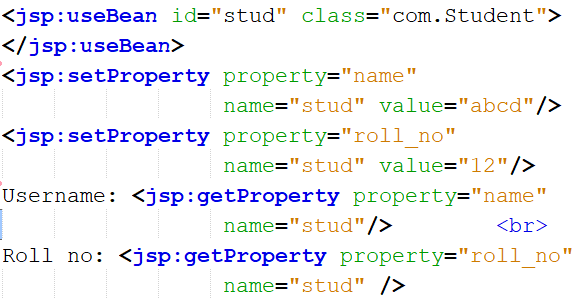 <jsp:useBean id="stud" class="com.Student">
</jsp:useBean>
<jsp:setProperty property="name"
name="stud" value="abcd"/>
<jsp:setProperty property="roll_no"
name="stud" value="12"/>
Username: <jsp:getProperty property="name"
name="stud"/> <br>
Roll no: <jsp:getProperty property="roll_no"
name="stud" />